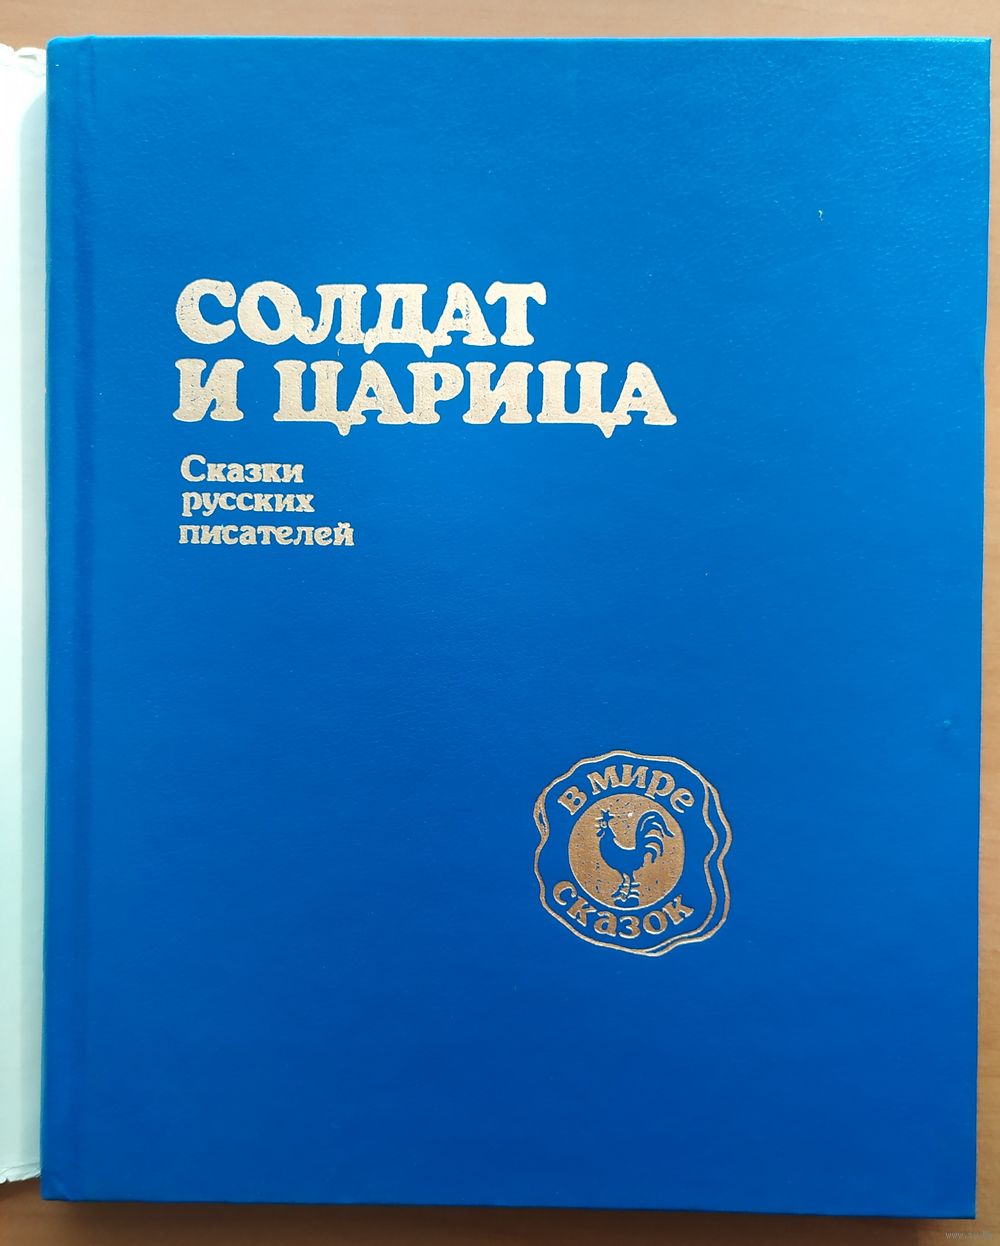 СОЛДАТ
И ЦАРИЦА
Сказки
русских
писателей
в мире
сказок